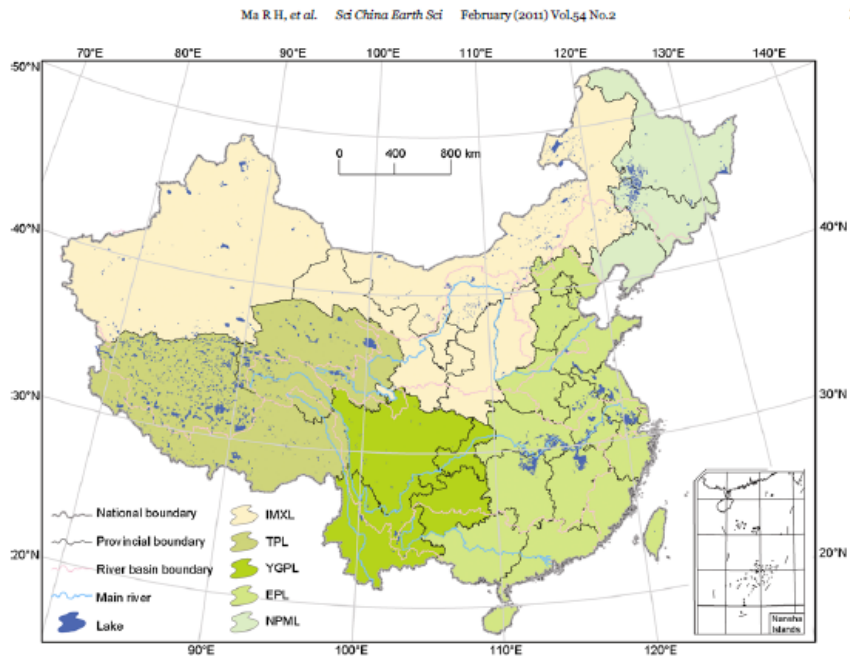 Ma R H, et al. Sci China Earth Sci February (2011) Vol.54 No.2
70°E 80°E 90°E 100°E 110°E 120°E 130°E 140°E
50°N
0 400 800 km
40°N 40°N
30°N 30°N
National boundary IMXL
Provincial boundary TPL
20°N River basin boundary YGPL 20°N
Main river EPL
Lake NPML
Nansha
Islands
90°E 100°E 110°E 120°E